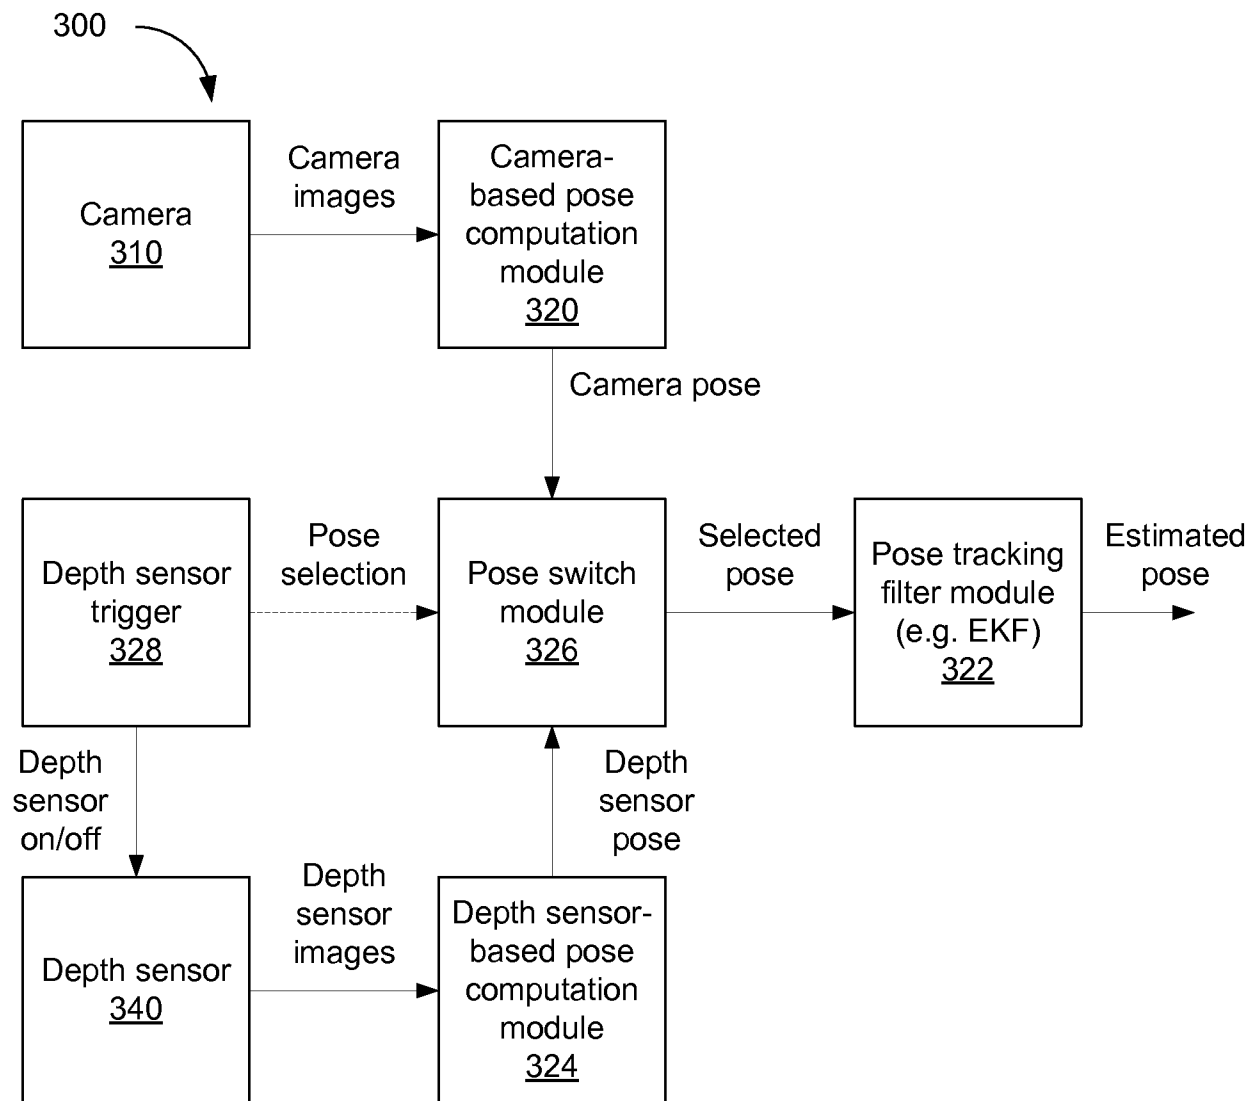 300
Camera
310
Camera
images
Camera-
based pose
computation
module
320
Camera pose
Depth sensor
trigger
328
Pose
selection
Pose switch
module
326
Selected
pose
Pose tracking
filter module
(e.g. EKF)
322
Estimated
pose
Depth
sensor
on/off
Depth
sensor
pose
Depth sensor
340
Depth
sensor
images
Depth sensor-
based pose
computation
module
324